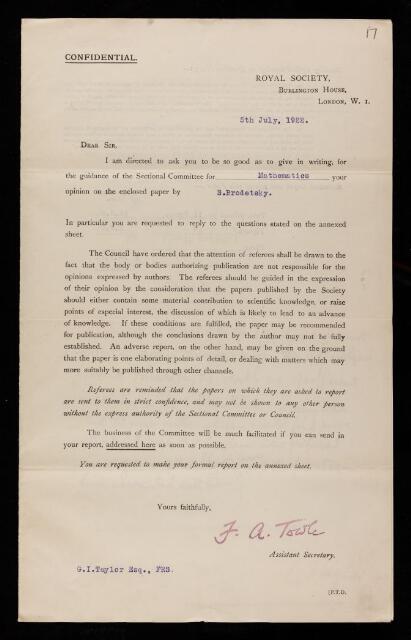 17
CONFIDENTIAL.
ROYAL SOCIETY,
BURLINGTON HOUSE,
LONDON, W. 1.
5th July, 1922.
DEAR SIR,
I am directed to ask you to be so good as to give in writing, for
the guidance of the Sectional Committee for Mathematics your
opinion on the enclosed paper by S.Brodetsky.
In particular you are requested to reply to the questions stated on the annexed
sheet.
The Council have ordered that the attention of referees shall be drawn to the
fact that the body or bodies authorizing publication are not responsible for the
opinions expressed by authors. The referees should be guided in the expression
of their opinion by the consideration that the papers published by the Society
should either contain some material contribution to scientific knowledge, or raise
points of especial interest, the discussion of which is likely to lead to an advance
of knowledge. If these conditions are fulfilled, the paper may be recommended
for publication, although the conclusions drawn by the author may not be fully
established. An adverse report, on the other hand, may be given on the ground
that the paper is one elaborating points of detail, or dealing with matters which may
more suitably be published through other channels.
Referees are reminded that the papers on which they are asked to report
are sent to them in strict confidence, and may not be shown to any other person
without the express authority of the Sectional Committee or Council.
The business of the Committee will be much facilitated if you can send in
your report, addressed here as soon as possible.
You are requested to make your formal report on the annexed sheet.
Yours faithfully,
F. A. Towle
Assistant Secretary.
G.I.Taylor Esq., FRS.
[P.T.O.